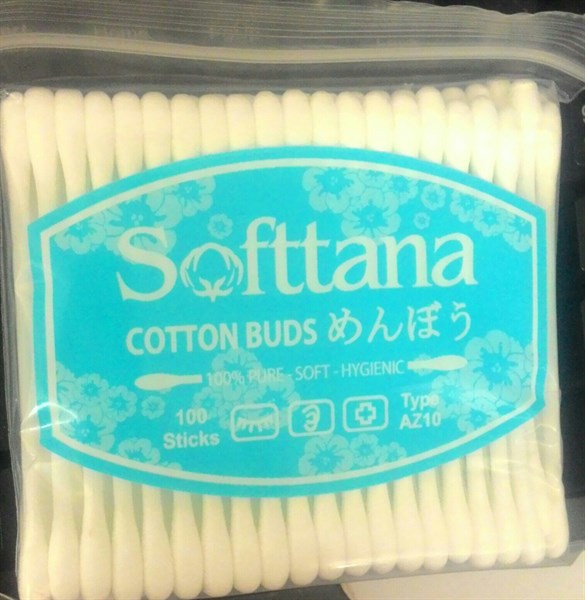 Softtana
COTTON BUDS めんぼう
100% PURE - SOFT - HYGIENIC
100 Type
Sticks AZ10